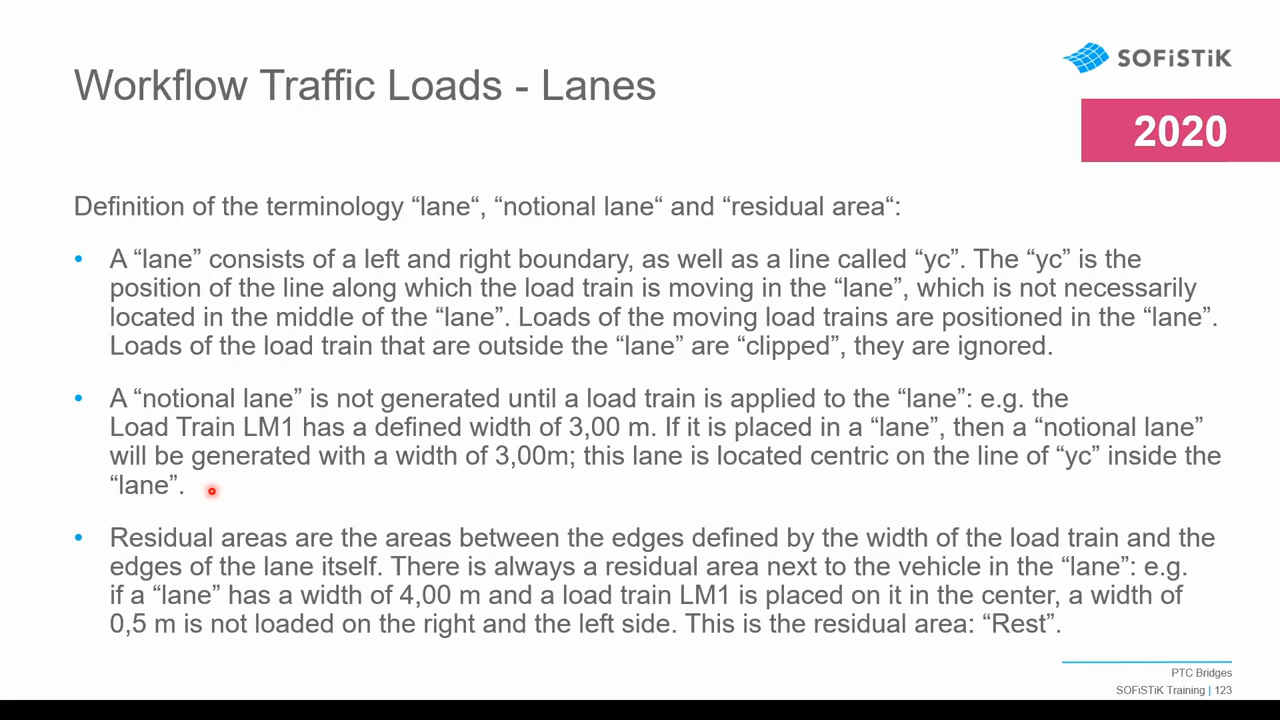 Workflow Traffic Loads - Lanes
SOFiSTiK
2020
Definition of the terminology “lane“, “notional lane“ and “residual area“:
• A “lane” consists of a left and right boundary, as well as a line called “yc”. The “yc” is the
position of the line along which the load train is moving in the “lane”, which is not necessarily
located in the middle of the “lane”. Loads of the moving load trains are positioned in the “lane”.
Loads of the load train that are outside the “lane” are “clipped”, they are ignored.
• A “notional lane” is not generated until a load train is applied to the “lane”: e.g. the
Load Train LM1 has a defined width of 3,00 m. If it is placed in a “lane”, then a “notional lane”
will be generated with a width of 3,00m; this lane is located centric on the line of “yc” inside the
“lane”.
• Residual areas are the areas between the edges defined by the width of the load train and the
edges of the lane itself. There is always a residual area next to the vehicle in the “lane”: e.g.
if a “lane” has a width of 4,00 m and a load train LM1 is placed on it in the center, a width of
0,5 m is not loaded on the right and the left side. This is the residual area: “Rest”.
PTC Bridges
SOFiSTiK Training | 123